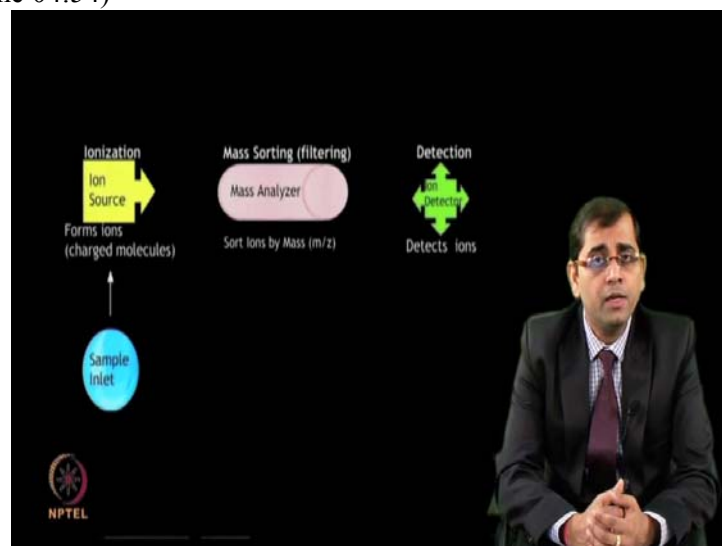 Ionization
Mass Sorting (filtering)
Detection
Ion
Source
Mass Analyzer
Ion
Detector
Forms ions
(charged molecules)
Sort Ions by Mass (m/z)
Detects ions
Sample
Inlet
NPTEL